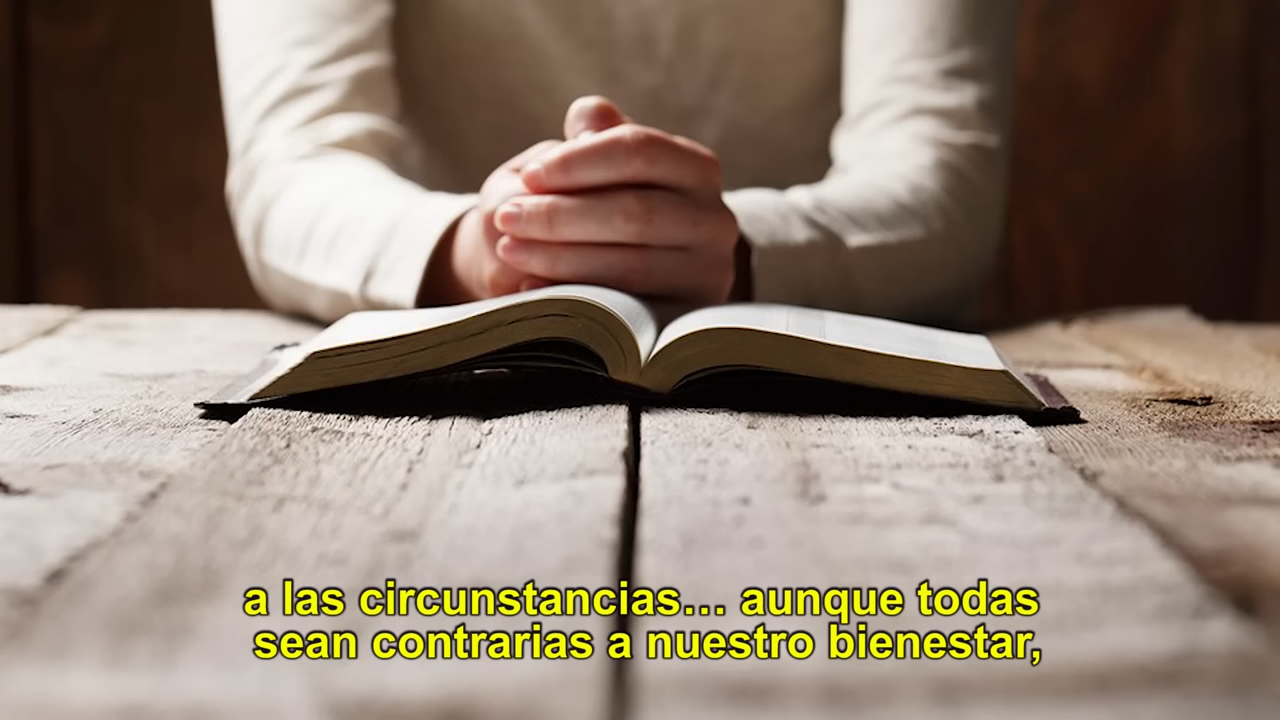 a las circunstancias... aunque todas
sean contrarias a nuestro bienestar,